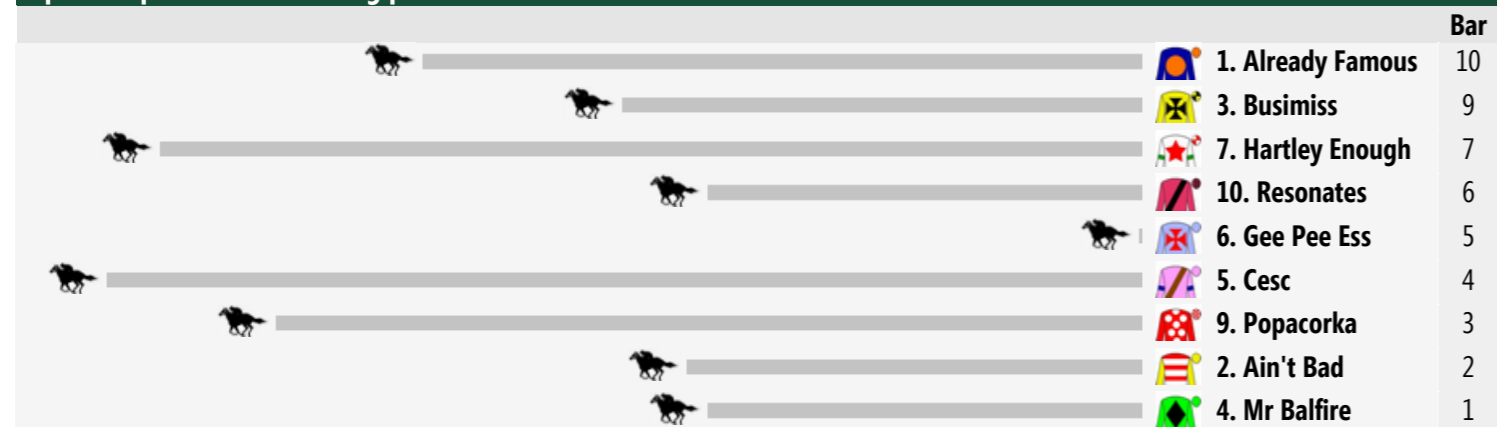 Bar
1. Already Famous 10
3. Busimiss 9
7. Hartley Enough 7
10. Resonates 6
6. Gee Pee Ess 5
5. Cesc 4
9. Popacorka 3
2. Ain't Bad 2
4. Mr Balfire 1